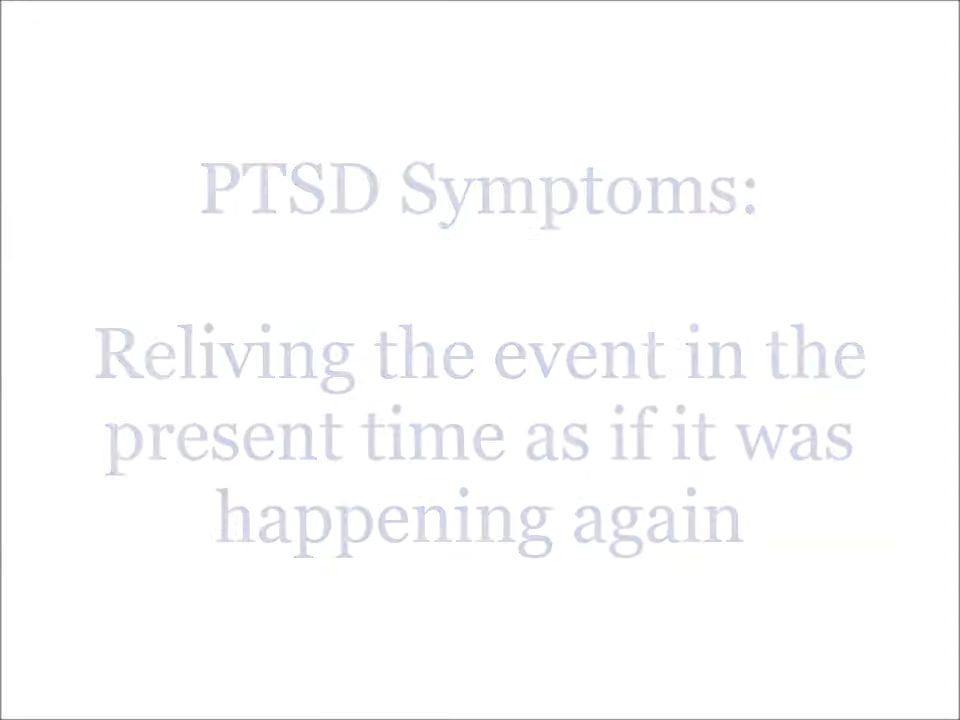 PTSD Symptoms:
Reliving the event in the
present time as if it was
happening again